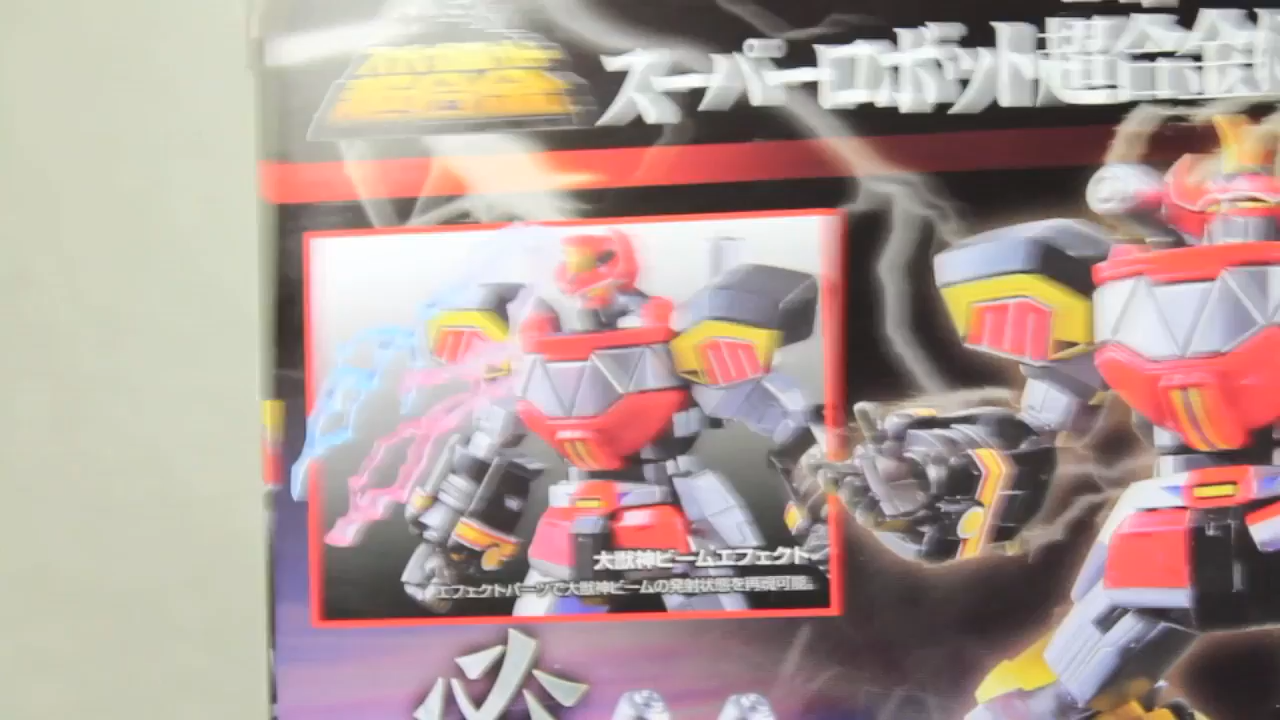 スーパーロボット超合金
大獣神ビームエフェクト
エフェクトパーツで大獣神ビームの発射状態を再現可能。
必